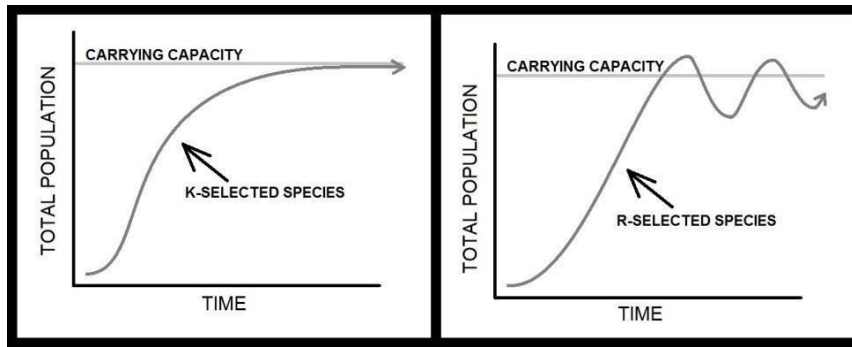 CARRYING CAPACITY
K-SELECTED SPECIES
TOTAL POPULATION
TIME
CARRYING CAPACITY
R-SELECTED SPECIES
TOTAL POPULATION
TIME